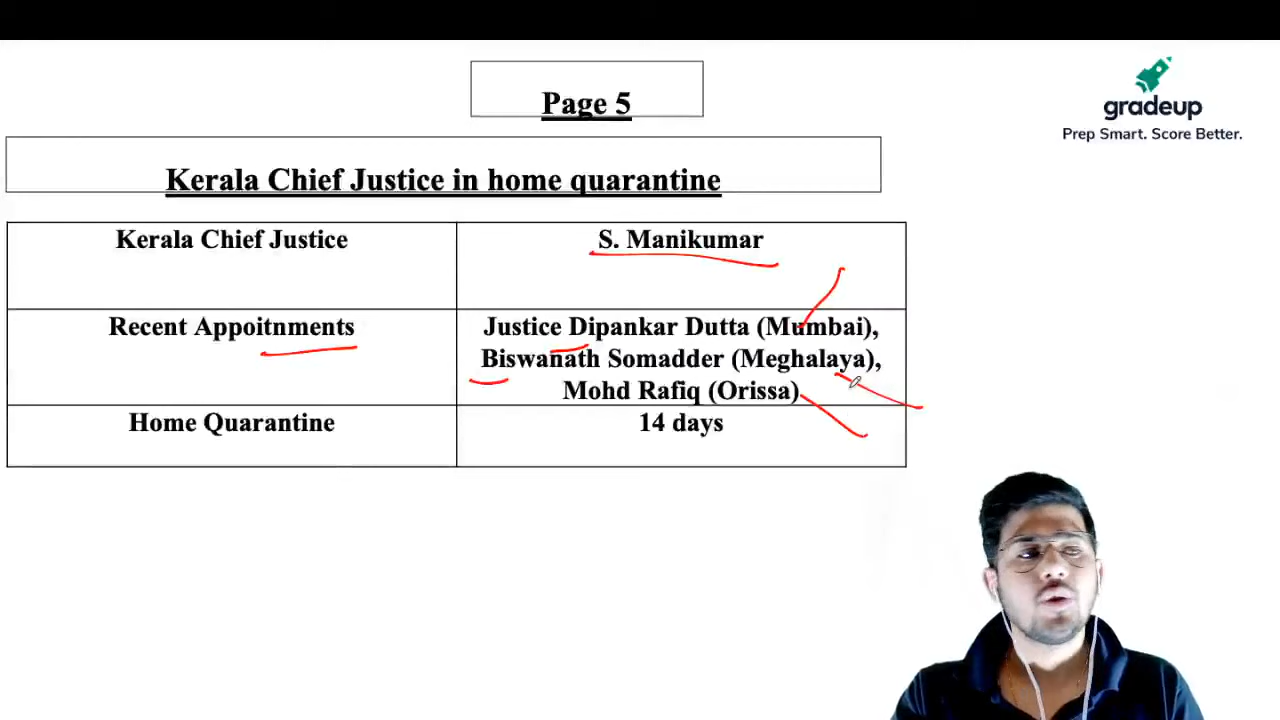 Page 5
gradeup
Prep Smart. Score Better.
Kerala Chief Justice in home quarantine
Kerala Chief Justice
S. Manikumar
Recent Appoitnments
Justice Dipankar Dutta (Mumbai),
Biswanath Somadder (Meghalaya),
Mohd Rafiq (Orissa)
Home Quarantine
14 days